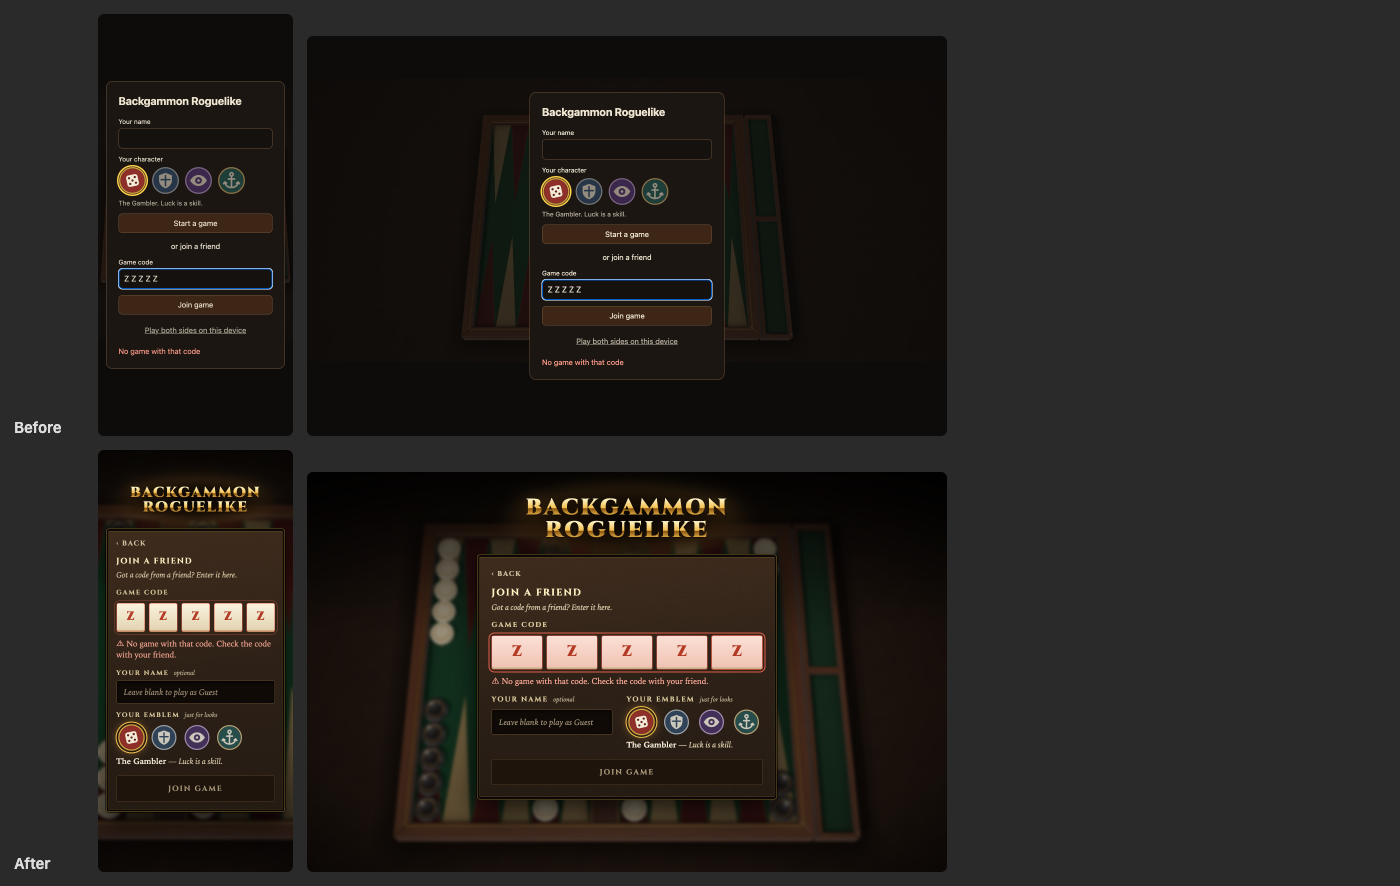 Backgammon Roguelike
Your name
Your character
The Gambler. Luck is a skill.
Start a game
or join a friend
Game code
ZZZZZ
Join game
Play both sides on this device
No game with that code
Backgammon Roguelike
Your name
Your character
The Gambler. Luck is a skill.
Start a game
or join a friend
Game code
ZZZZZ
Join game
Play both sides on this device
No game with that code
Before
BACKGAMMON
ROGUELIKE
‹ BACK
JOIN A FRIEND
Got a code from a friend? Enter it here.
GAME CODE
Z Z Z Z Z
⚠ No game with that code. Check the code
with your friend.
YOUR NAME optional
Leave blank to play as Guest
YOUR EMBLEM just for looks
The Gambler — Luck is a skill.
JOIN GAME
BACKGAMMON
ROGUELIKE
‹ BACK
JOIN A FRIEND
Got a code from a friend? Enter it here.
GAME CODE
Z Z Z Z Z
⚠ No game with that code. Check the code with your friend.
YOUR NAME optional
Leave blank to play as Guest
YOUR EMBLEM just for looks
The Gambler — Luck is a skill.
JOIN GAME
After